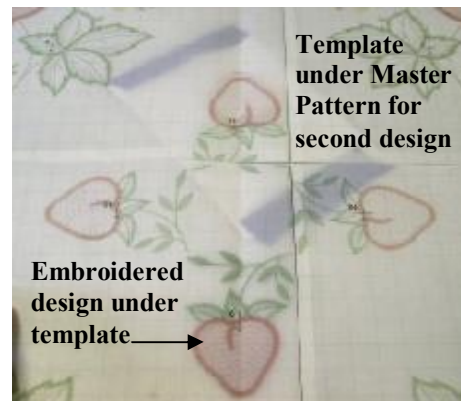 Template
under Master
Pattern for
second design
Embroidered
design under
template